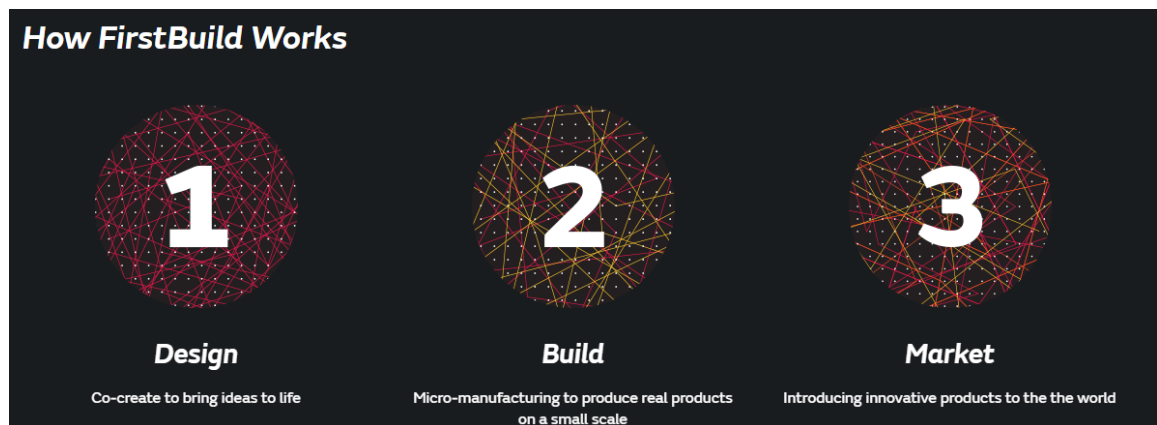 How FirstBuild Works
1
2
3
Design
Build
Market
Co-create to bring ideas to life
Micro-manufacturing to produce real products
on a small scale
Introducing innovative products to the the world